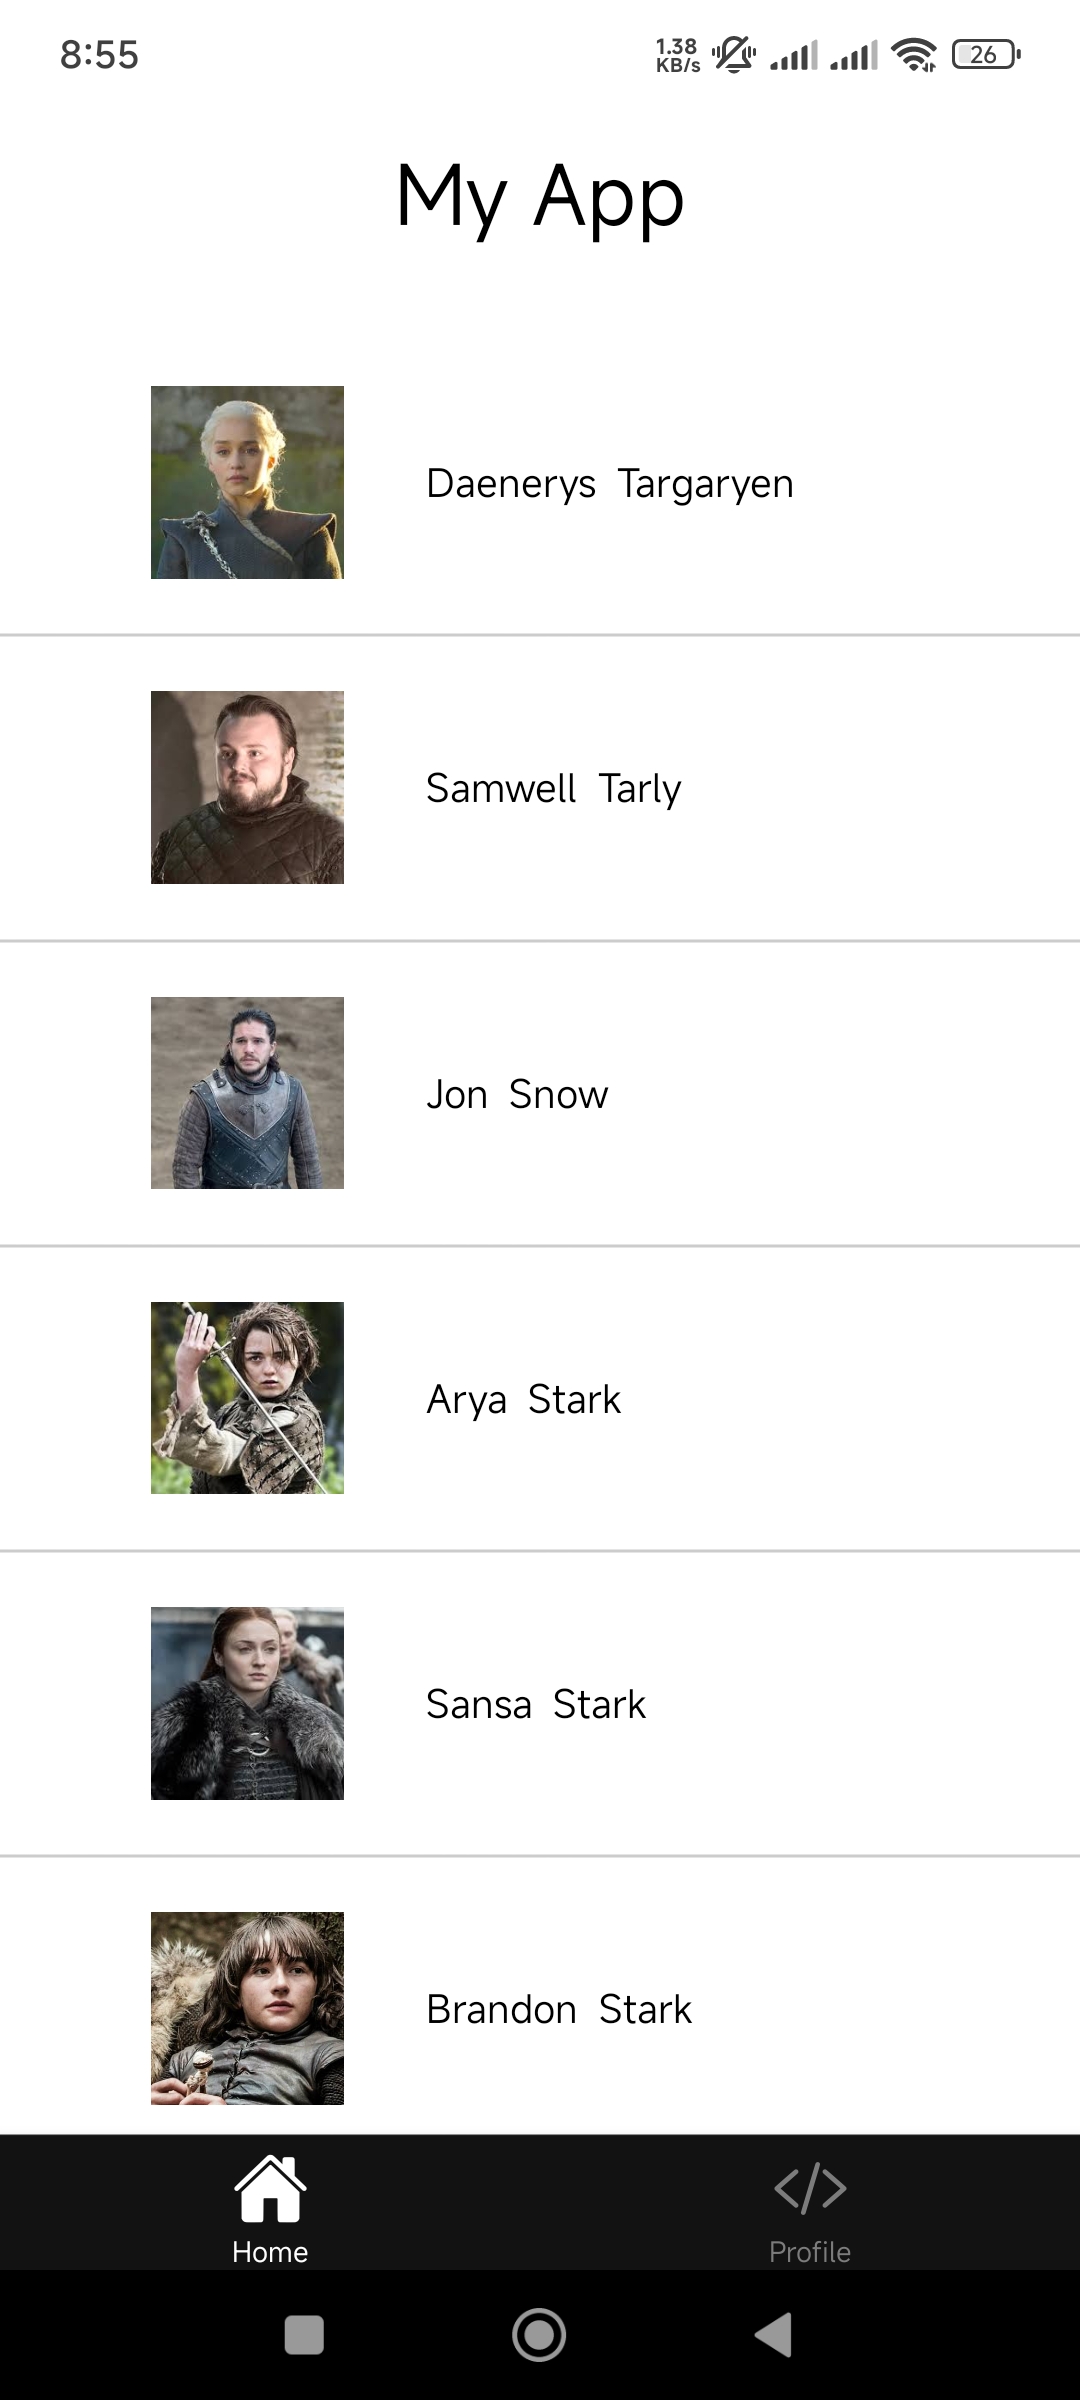 8:55
1.38
KB/s
26
My App
Daenerys Targaryen
Samwell Tarly
Jon Snow
Arya Stark
Sansa Stark
Brandon Stark
Home
Profile